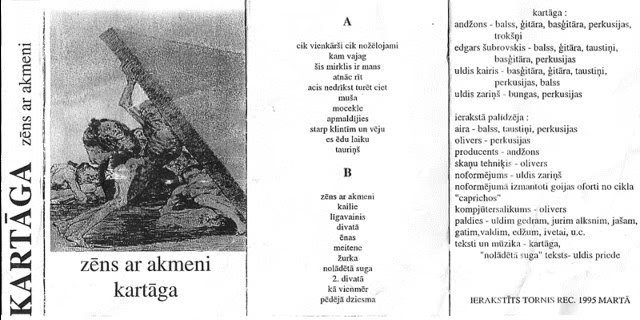 KARTĀGA zēns ar akmeni
zēns ar akmeni
kartāga
A
cik vienkārši cik nožēlojami
kam vajag
šis mirklis ir mans
atnāc rīt
acis nedrīkst turēt ciet
muša
mocekle
apmaldījies
starp klintīm un vēju
es ēdu laiku
tauriņš
B
zēns ar akmeni
kailie
līgavainis
divatā
ēnas
meitene
žurka
nolādētā suga
2. divatā
kā vienmēr
pēdējā dziesma
kartāga :
andžons - balss, ģitāra, basģitāra, perkusijas,
trokšņi
edgars šubrovskis - balss, ģitāra, taustiņi,
basģitāra, perkusijas
uldis kairis - basģitāra, ģitāra, taustiņi,
perkusijas, balss
uldis zariņš - bungas, perkusijas
ierakstā palīdzēja :
aira - balss, taustiņi, perkusijas
olivers - perkusijas
producents - andžons
skaņu tehniķis - olivers
noformējums - uldis zariņš
noformējumā izmantoti goijas oforti no cikla
"caprichos"
kompjūtersalikums - olivers
paldies - uldim gedŗam, jurim alksnim, jašam,
gatim,valdim, edžum, ivetai, u.c.
teksti un mūzika - kartāga,
"nolādētā suga" teksts- uldis priede
IERAKSTĪTS TORNIS REC. 1995 MARTĀ